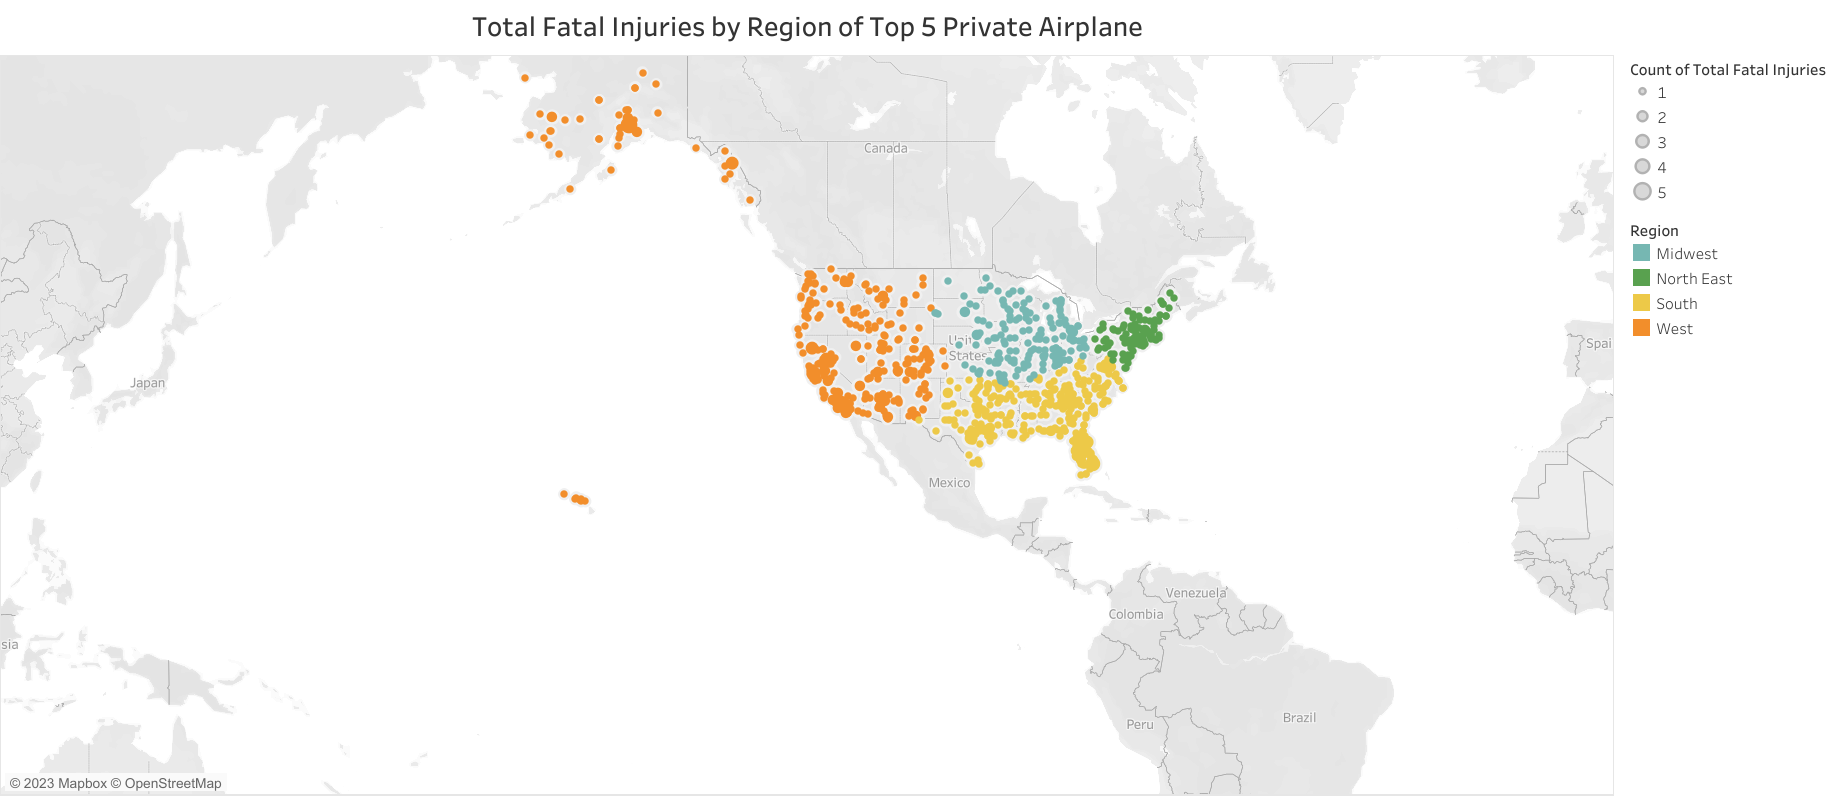 Total Fatal Injuries by Region of Top 5 Private Airplane
Count of Total Fatal Injuries
1
2
3
4
5
Region
Midwest
North East
South
West
Canada
United
States
Mexico
Japan
Spai
Venezuela
Colombia
sia
Peru
Brazil
© 2023 Mapbox © OpenStreetMap